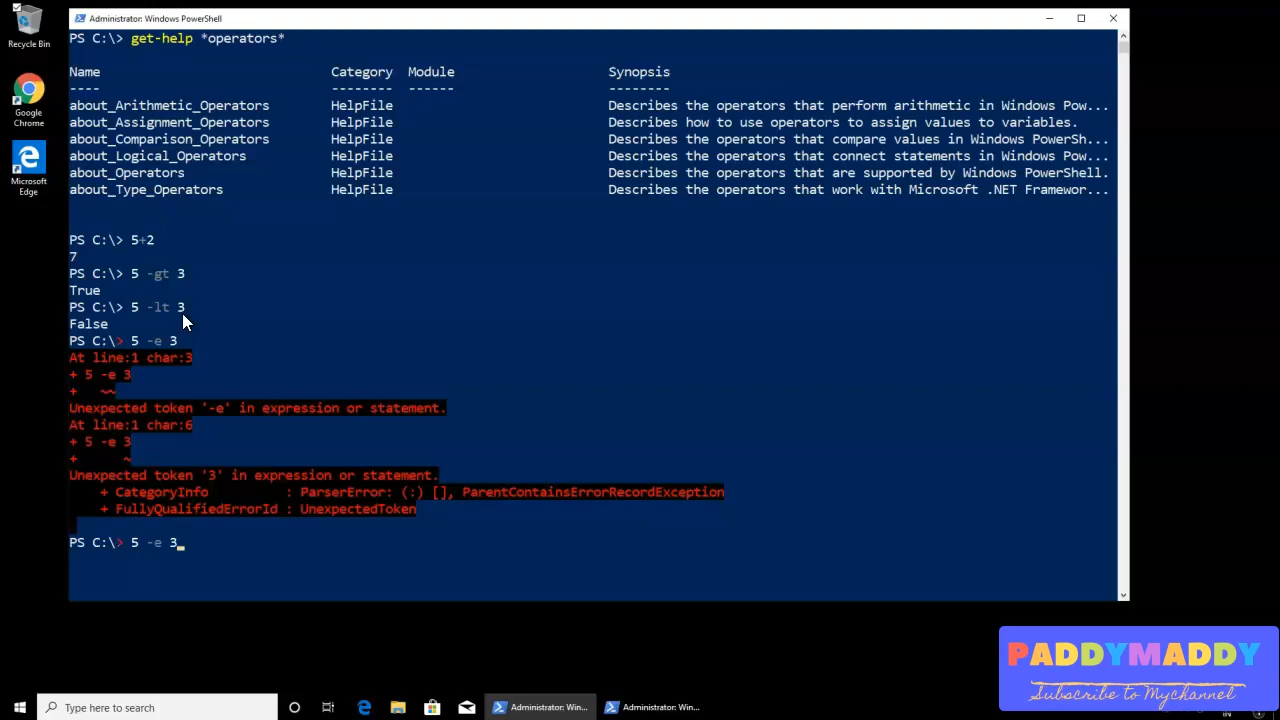 Administrator: Windows PowerShell
PS C:\> get-help *operators*
Name Category Module Synopsis
---- -------- ------ --------
about_Arithmetic_Operators HelpFile Describes the operators that perform arithmetic in Windows Pow...
about_Assignment_Operators HelpFile Describes how to use operators to assign values to variables.
about_Comparison_Operators HelpFile Describes the operators that compare values in Windows PowerSh...
about_Logical_Operators HelpFile Describes the operators that connect statements in Windows Pow...
about_Operators HelpFile Describes the operators that are supported by Windows PowerShell.
about_Type_Operators HelpFile Describes the operators that work with Microsoft .NET Framewor...
PS C:\> 5+2
7
PS C:\> 5 -gt 3
True
PS C:\> 5 -lt 3
False
PS C:\> 5 -e 3
At line:1 char:3
+ 5 -e 3
+   ~~
Unexpected token '-e' in expression or statement.
At line:1 char:6
+ 5 -e 3
+      ~
Unexpected token '3' in expression or statement.
+ CategoryInfo : ParserError: (:) [], ParentContainsErrorRecordException
+ FullyQualifiedErrorId : UnexpectedToken
PS C:\> 5 -e 3
Recycle Bin
Google
Chrome
Microsoft
Edge
PADDYMADDY
Subscribe to Mychannel
Type here to search
Administrator: Win...
Administrator: Win...
IN